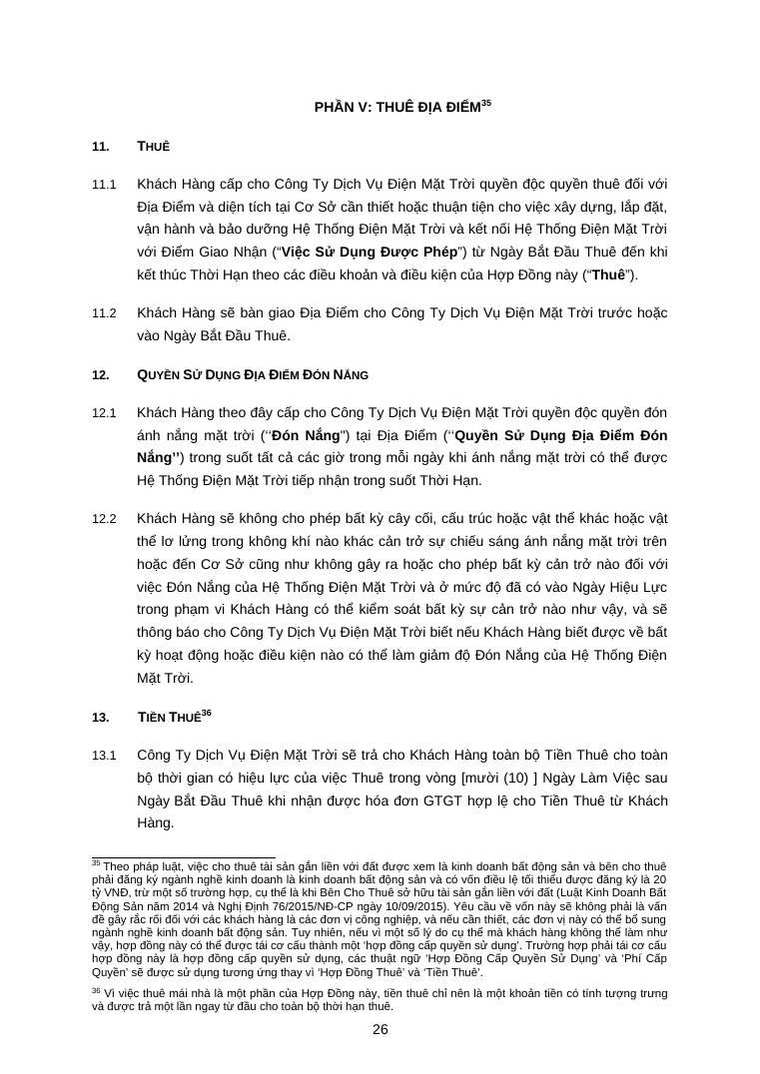 PHẦN V: THUÊ ĐỊA ĐIỂM35
11. THUÊ
11.1 Khách Hàng cấp cho Công Ty Dịch Vụ Điện Mặt Trời quyền độc quyền thuê đối với
Địa Điểm và diện tích tại Cơ Sở cần thiết hoặc thuận tiện cho việc xây dựng, lắp đặt,
vận hành và bảo dưỡng Hệ Thống Điện Mặt Trời và kết nối Hệ Thống Điện Mặt Trời
với Điểm Giao Nhận (“Việc Sử Dụng Được Phép”) từ Ngày Bắt Đầu Thuê đến khi
kết thúc Thời Hạn theo các điều khoản và điều kiện của Hợp Đồng này (“Thuê”).
11.2 Khách Hàng sẽ bàn giao Địa Điểm cho Công Ty Dịch Vụ Điện Mặt Trời trước hoặc
vào Ngày Bắt Đầu Thuê.
12. QUYỀN SỬ DỤNG ĐỊA ĐIỂM ĐÓN NẮNG
12.1 Khách Hàng theo đây cấp cho Công Ty Dịch Vụ Điện Mặt Trời quyền độc quyền đón
ánh nắng mặt trời (‘‘Đón Nắng") tại Địa Điểm (‘‘Quyền Sử Dụng Địa Điểm Đón
Nắng’’) trong suốt tất cả các giờ trong mỗi ngày khi ánh nắng mặt trời có thể được
Hệ Thống Điện Mặt Trời tiếp nhận trong suốt Thời Hạn.
12.2 Khách Hàng sẽ không cho phép bất kỳ cây cối, cấu trúc hoặc vật thể khác hoặc vật
thể lơ lửng trong không khí nào khác cản trở sự chiếu sáng ánh nắng mặt trời trên
hoặc đến Cơ Sở cũng như không gây ra hoặc cho phép bất kỳ cản trở nào đối với
việc Đón Nắng của Hệ Thống Điện Mặt Trời và ở mức độ đã có vào Ngày Hiệu Lực
trong phạm vi Khách Hàng có thể kiểm soát bất kỳ sự cản trở nào như vậy, và sẽ
thông báo cho Công Ty Dịch Vụ Điện Mặt Trời biết nếu Khách Hàng biết được về bất
kỳ hoạt động hoặc điều kiện nào có thể làm giảm độ Đón Nắng của Hệ Thống Điện
Mặt Trời.
13. TIỀN THUÊ36
13.1 Công Ty Dịch Vụ Điện Mặt Trời sẽ trả cho Khách Hàng toàn bộ Tiền Thuê cho toàn
bộ thời gian có hiệu lực của việc Thuê trong vòng [mười (10) ] Ngày Làm Việc sau
Ngày Bắt Đầu Thuê khi nhận được hóa đơn GTGT hợp lệ cho Tiền Thuê từ Khách
Hàng.
35 Theo pháp luật, việc cho thuê tài sản gắn liền với đất được xem là kinh doanh bất động sản và bên cho thuê
phải đăng ký ngành nghề kinh doanh là kinh doanh bất động sản và có vốn điều lệ tối thiểu được đăng ký là 20
tỷ VNĐ, trừ một số trường hợp, cụ thể là khi Bên Cho Thuê sở hữu tài sản gắn liền với đất (Luật Kinh Doanh Bất
Động Sản năm 2014 và Nghị Định 76/2015/NĐ-CP ngày 10/09/2015). Yêu cầu về vốn này sẽ không phải là vấn
đề gây rắc rối đối với các khách hàng là các đơn vị công nghiệp, và nếu cần thiết, các đơn vị này có thể bổ sung
ngành nghề kinh doanh bất động sản. Tuy nhiên, nếu vì một số lý do cụ thể mà khách hàng không thể làm như
vậy, hợp đồng này có thể được tái cơ cấu thành một ‘hợp đồng cấp quyền sử dụng’. Trường hợp phải tái cơ cấu
hợp đồng này là hợp đồng cấp quyền sử dụng, các thuật ngữ ‘Hợp Đồng Cấp Quyền Sử Dụng’ và ‘Phí Cấp
Quyền’ sẽ được sử dụng tương ứng thay vì ‘Hợp Đồng Thuê’ và ‘Tiền Thuê’.
36 Vì việc thuê mái nhà là một phần của Hợp Đồng này, tiền thuê chỉ nên là một khoản tiền có tính tượng trưng
và được trả một lần ngay từ đầu cho toàn bộ thời hạn thuê.
26